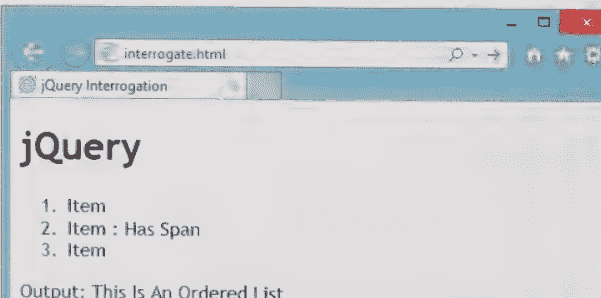 interrogate.html
jQuery Interrogation
jQuery
1. Item
2. Item : Has Span
3. Item
Output: This Is An Ordered List